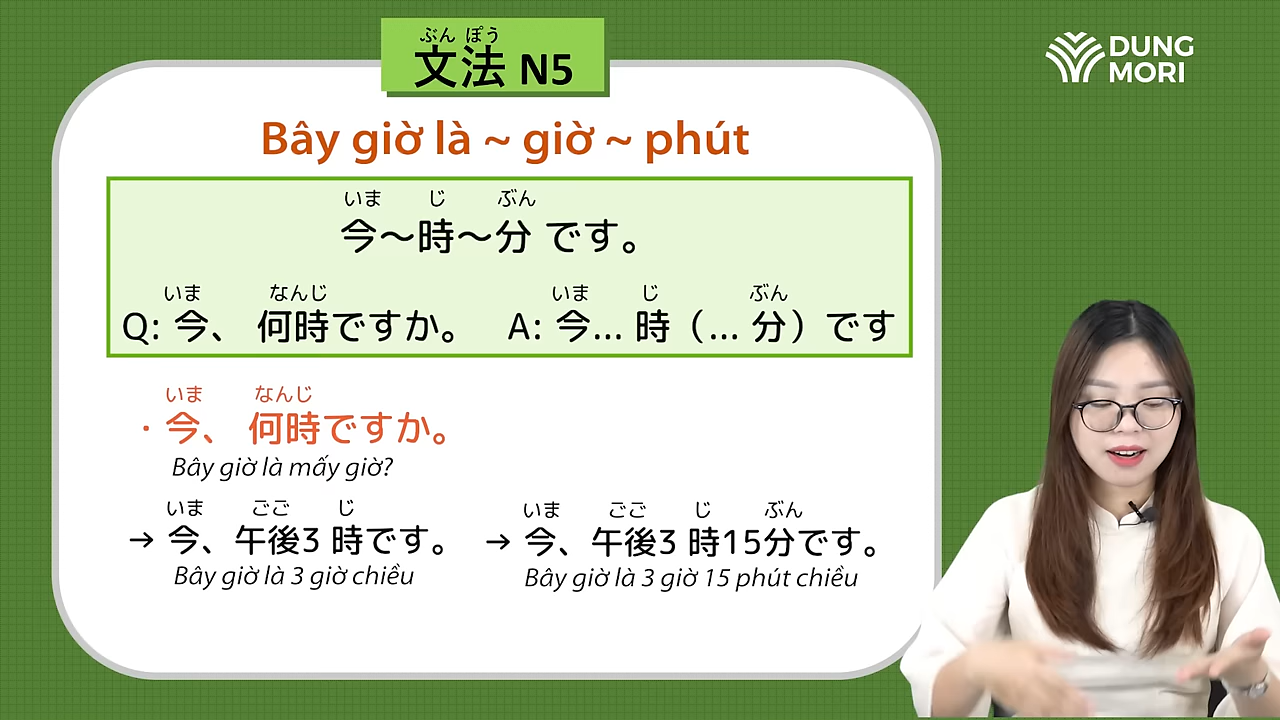 ぶん ぽう
文法 N5
DUNG
MORI
Bây giờ là ~ giờ ~ phút
いま じ ぶん
今～時～分 です。
いま なんじ いま じ ぶん
Q: 今、 何時ですか。 A: 今... 時（... 分）です
いま なんじ
· 今、 何時ですか。
Bây giờ là mấy giờ?
いま ごご じ いま ごご じ ぶん
→ 今、午後3 時です。 → 今、午後3 時15分です。
Bây giờ là 3 giờ chiều Bây giờ là 3 giờ 15 phút chiều